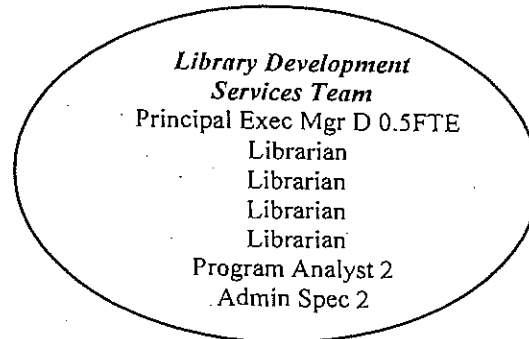 Library Development
Services Team
Principal Exec Mgr D 0.5FTE
Librarian
Librarian
Librarian
Librarian
Program Analyst 2
Admin Spec 2